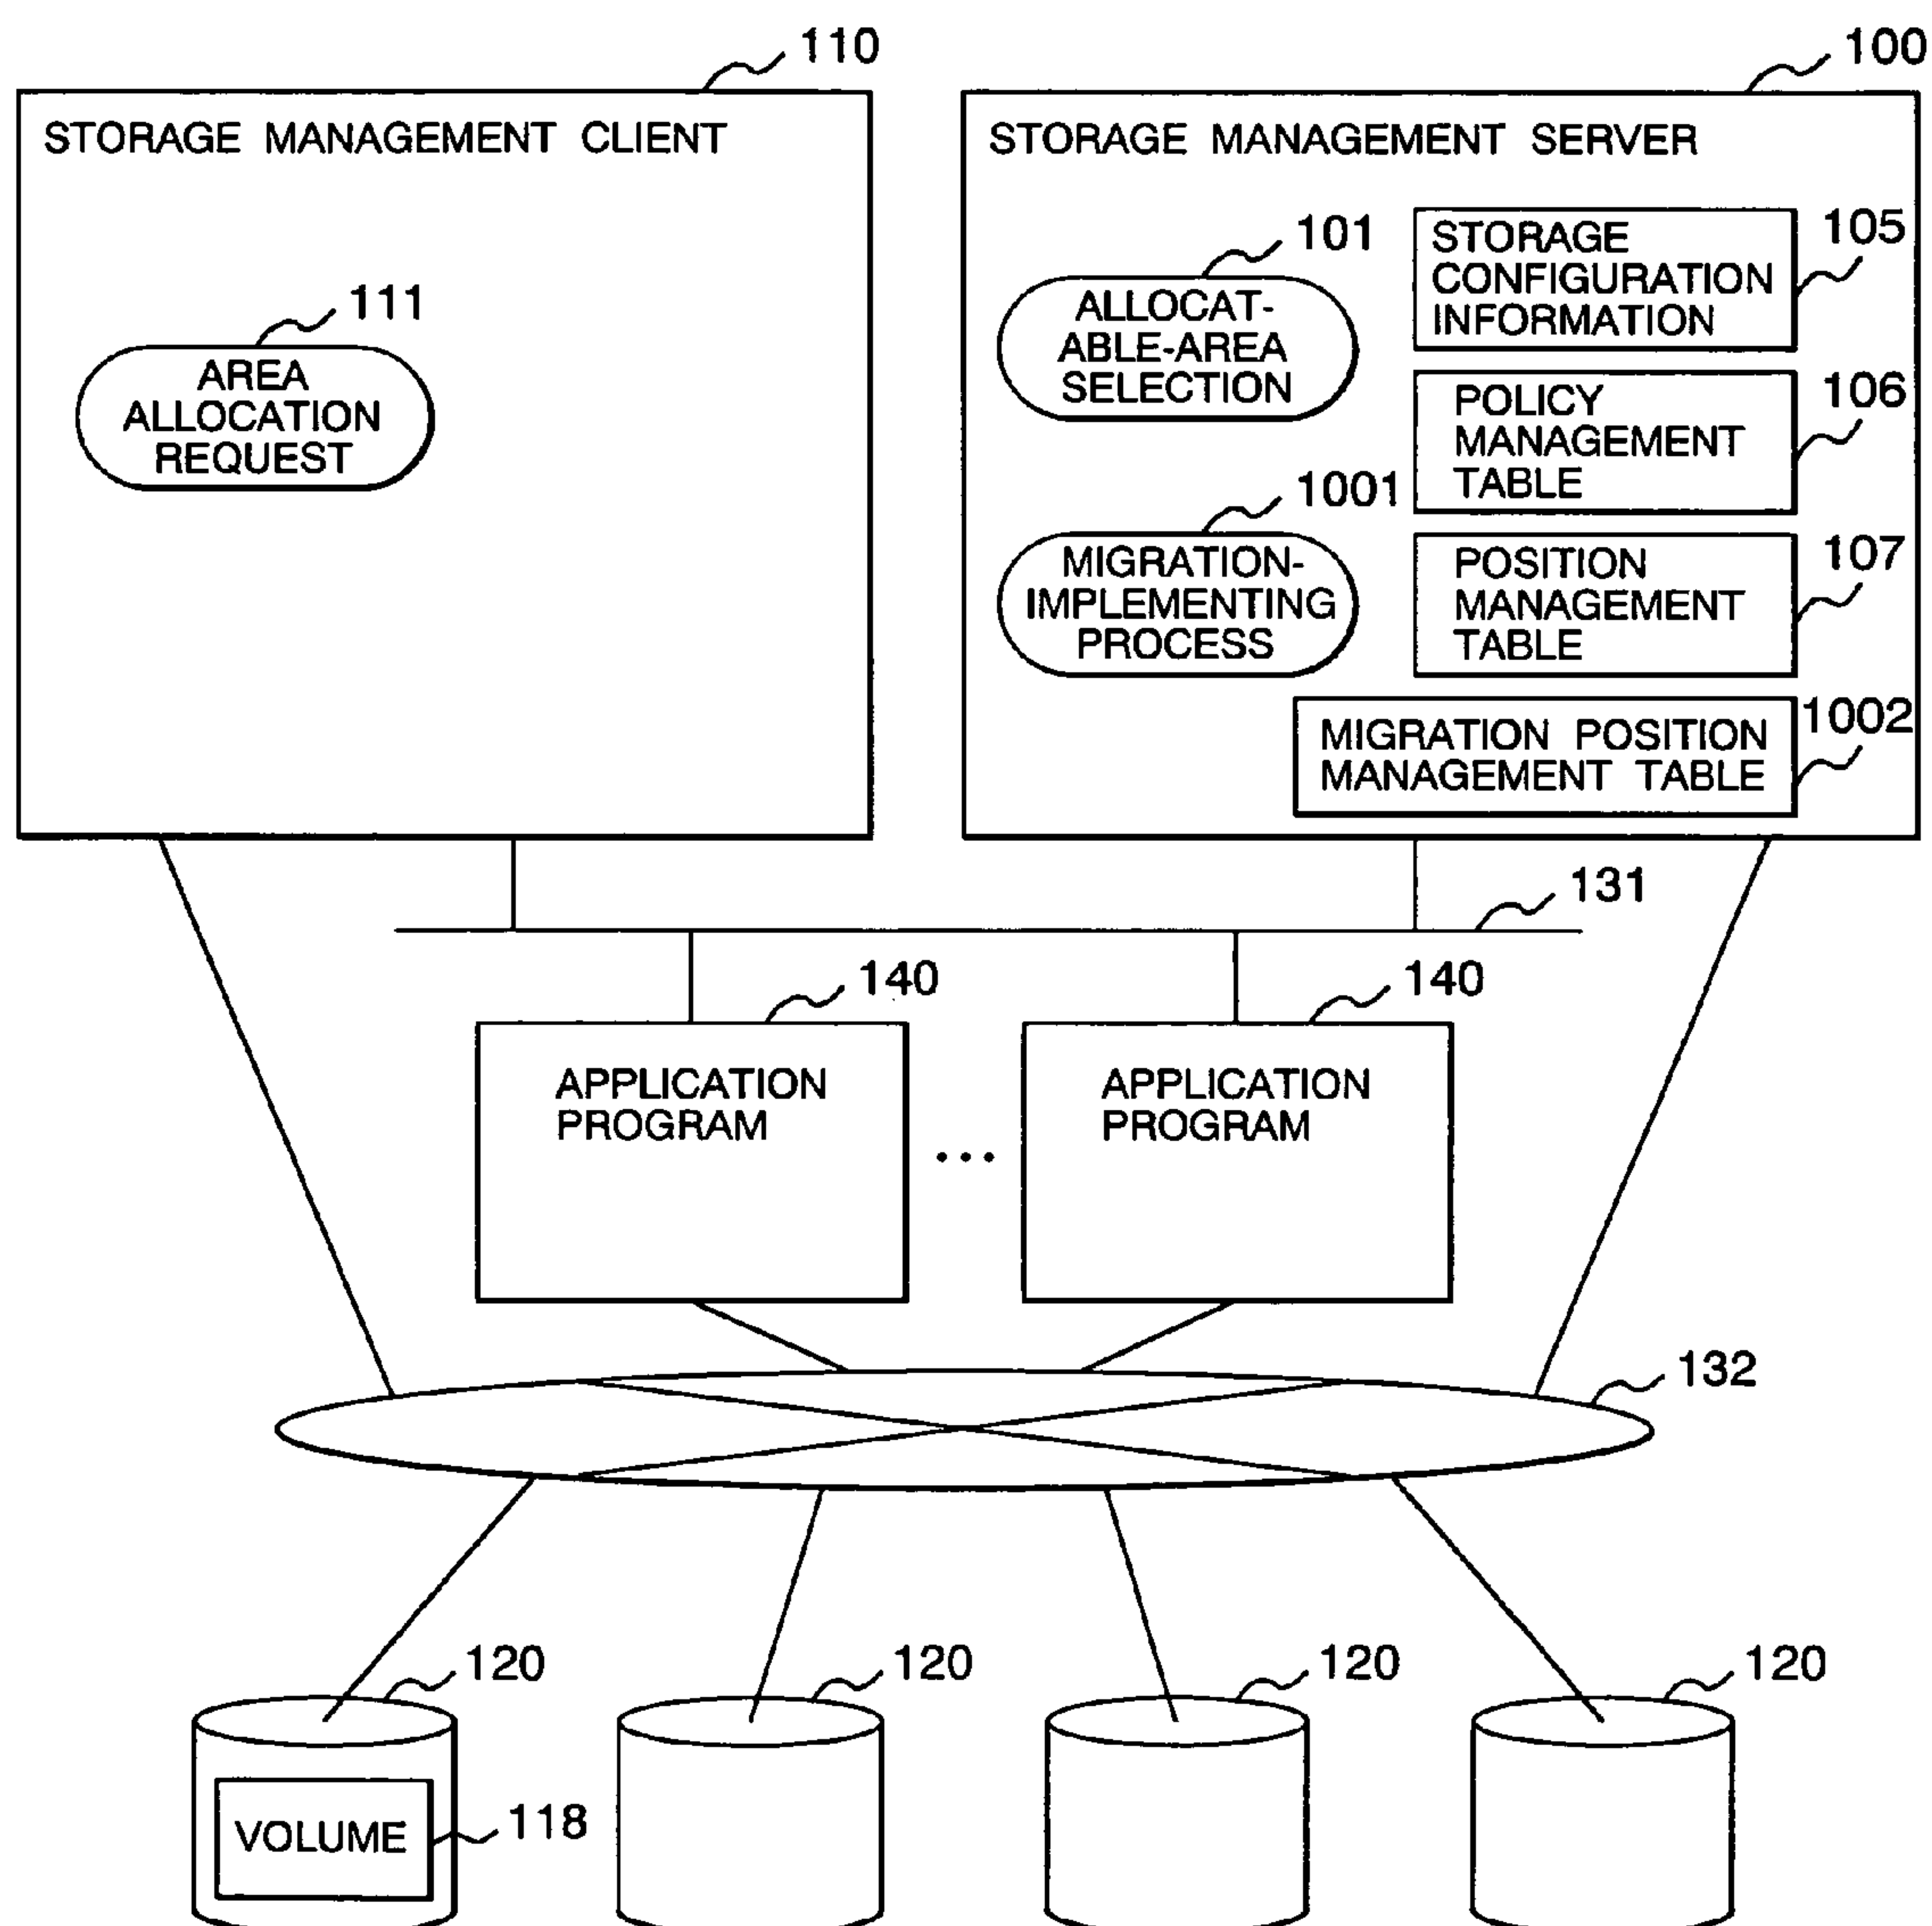 110
100
STORAGE MANAGEMENT CLIENT
STORAGE MANAGEMENT SERVER
111
AREA
ALLOCATION
REQUEST
101
ALLOCAT-
ABLE-AREA
SELECTION
105
STORAGE
CONFIGURATION
INFORMATION
106
POLICY
MANAGEMENT
TABLE
1001
MIGRATION-
IMPLEMENTING
PROCESS
107
POSITION
MANAGEMENT
TABLE
1002
MIGRATION POSITION
MANAGEMENT TABLE
131
140
140
APPLICATION
PROGRAM
...
APPLICATION
PROGRAM
132
120
120
120
120
VOLUME
118